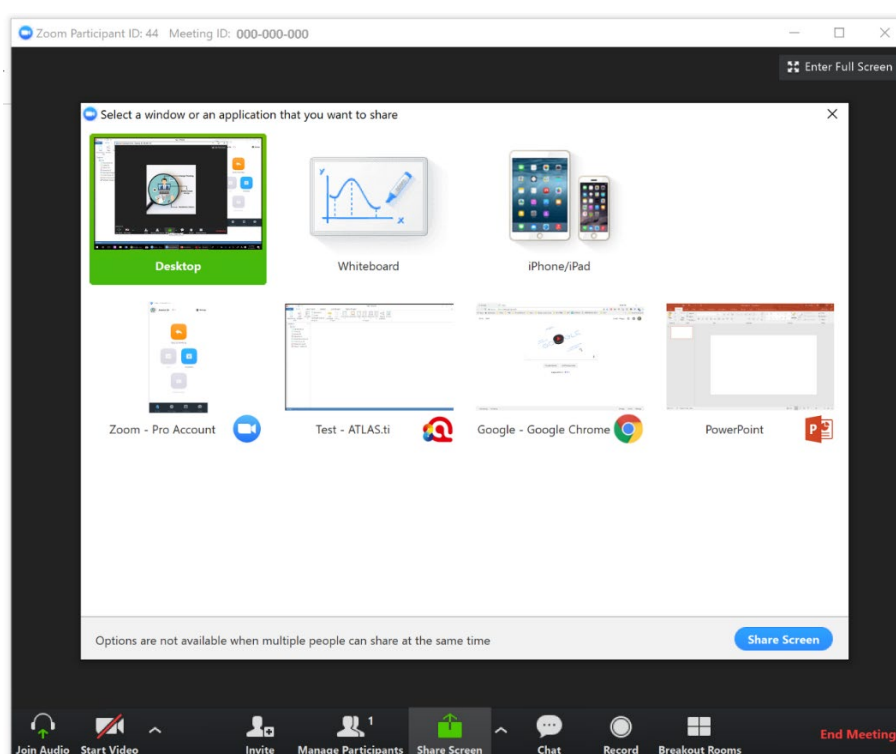 Zoom Participant ID: 44 Meeting ID: 000-000-000
Enter Full Screen
Select a window or an application that you want to share
Desktop
Whiteboard
iPhone/iPad
Zoom - Pro Account
Test - ATLAS.ti
Google - Google Chrome
PowerPoint
Options are not available when multiple people can share at the same time
Share Screen
1
Join Audio
Start Video
Invite
Manage Participants
Share Screen
Chat
Record
Breakout Rooms
End Meeting